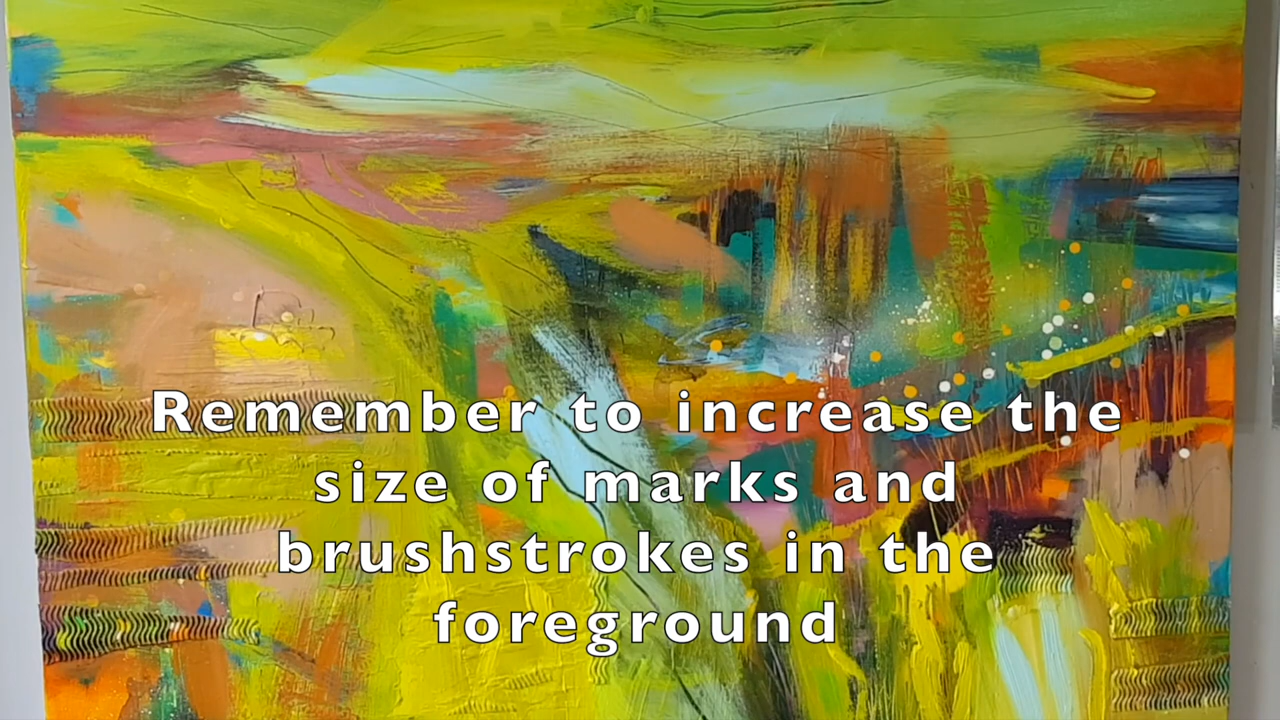 Remember to increase the
size of marks and
brushstrokes in the
foreground